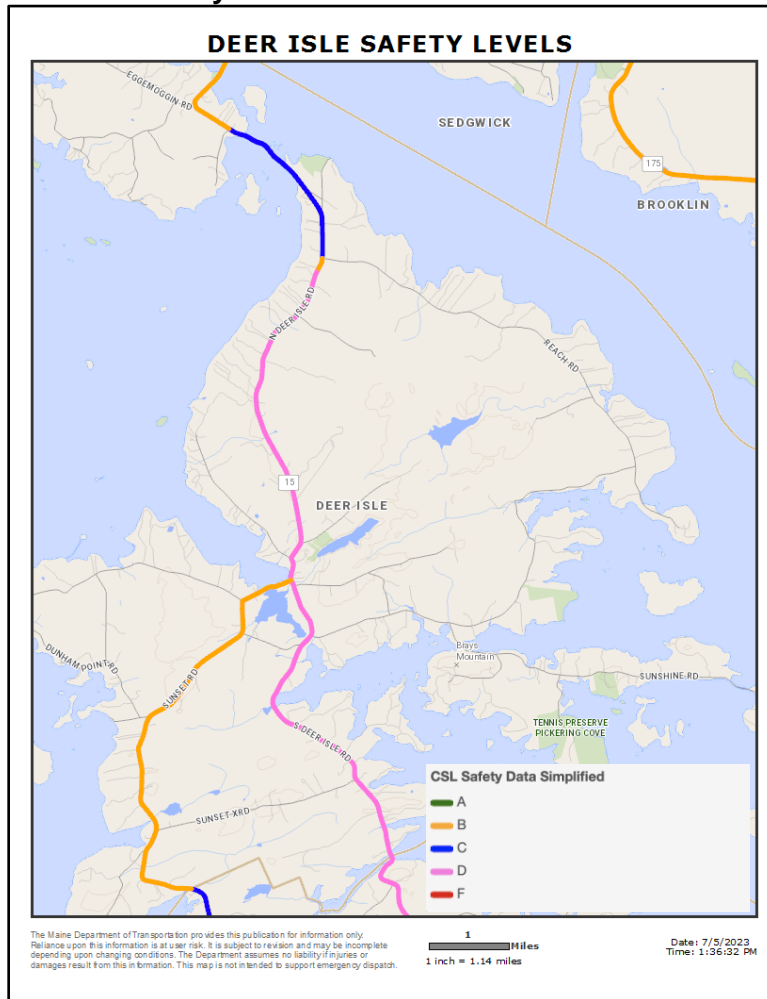 DEER ISLE SAFETY LEVELS
EGGEMOGGIN RD
SEDGWICK
175
BROOKLIN
N DEER ISLE RD
REACH RD
15
DEER ISLE
DUNHAM POINT RD
SUNSET RD
Brays
Mountain
SUNSHINE RD
S DEER ISLE RD
TENNIS PRESERVE
PICKERING COVE
SUNSET-XRD
CSL Safety Data Simplified
A
B
C
D
F
The Maine Department of Transportation provides this publication for information only.
Reliance upon this information is at user risk. It is subject to revision and may be incomplete
depending upon changing conditions. The Department assumes no liability if injuries or
damages result from this information. This map is not intended to support emergency dispatch.
1
Miles
1 inch = 1.14 miles
Date: 7/5/2023
Time: 1:36:32 PM